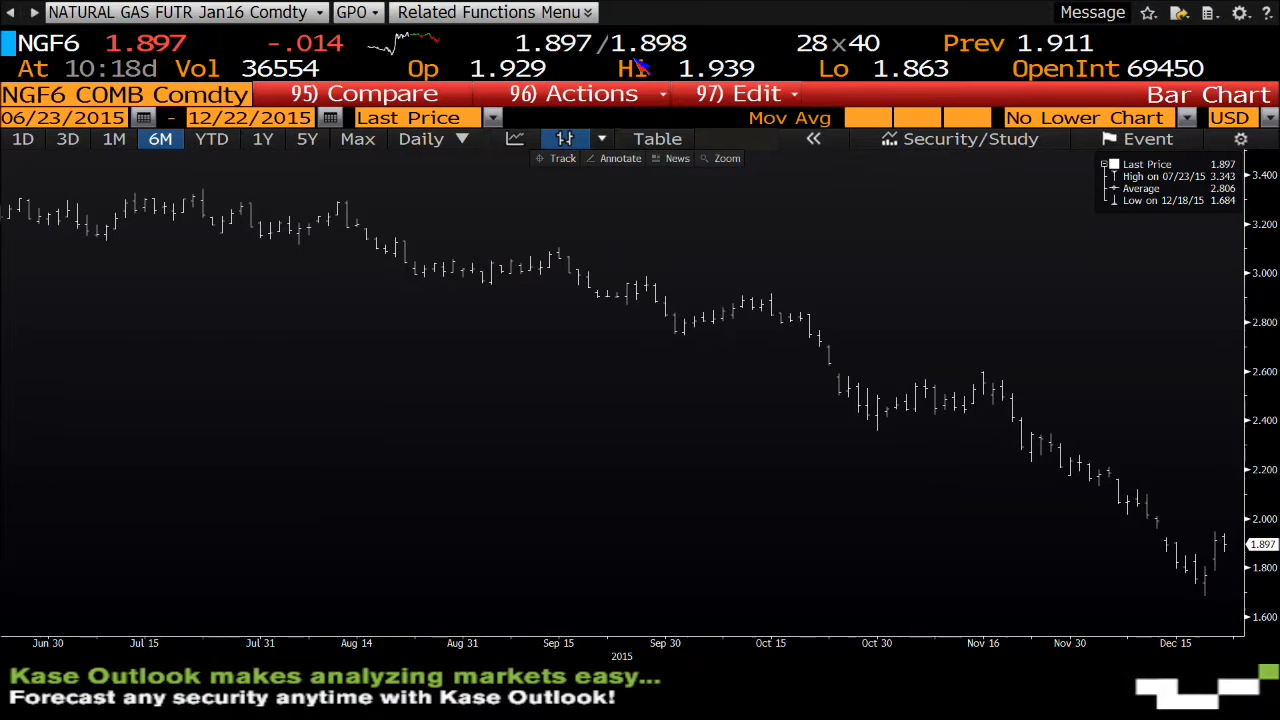 NATURAL GAS FUTR Jan16 Comdty GPO Related Functions Menu Message
NGF6 1.897 -.014 1.897/1.898 28x40 Prev 1.911
At 10:18d Vol 36554 Op 1.929 Hi 1.939 Lo 1.863 OpenInt 69450
NGF6 COMB Comdty 95) Compare 96) Actions 97) Edit Bar Chart
06/23/2015 - 12/22/2015 Last Price Mov Avg No Lower Chart USD
1D 3D 1M 6M YTD 1Y 5Y Max Daily Table Security/Study Event
Track Annotate News Zoom
Last Price 1.897
High on 07/23/15 3.343
Average 2.806
Low on 12/18/15 1.684
3.400
3.200
3.000
2.800
2.600
2.400
2.200
2.000
1.897
1.800
1.600
Jun 30 Jul 15 Jul 31 Aug 14 Aug 31 Sep 15 Sep 30 Oct 15 Oct 30 Nov 16 Nov 30 Dec 15
2015
Kase Outlook makes analyzing markets easy...
Forecast any security anytime with Kase Outlook!